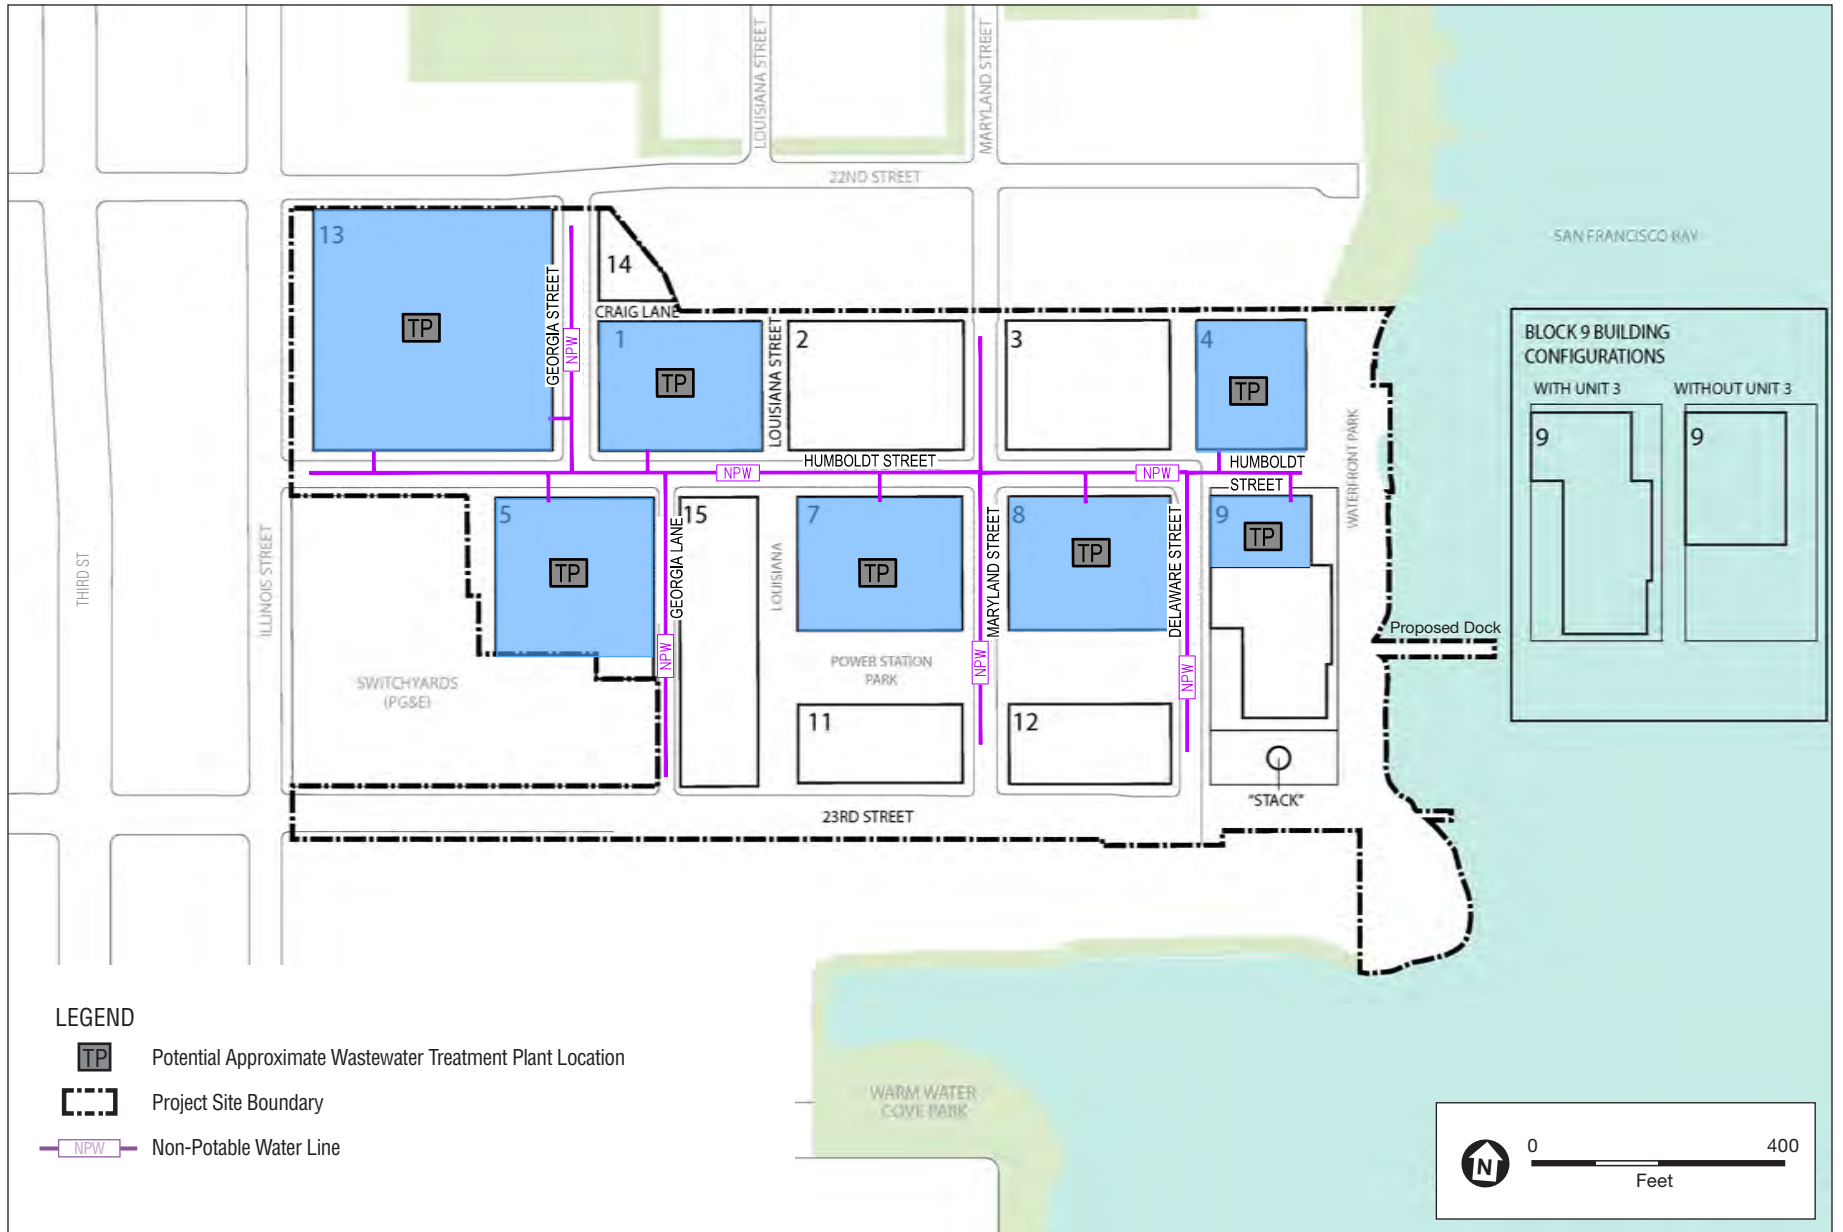 LOUISIANA STREET
MARYLAND STREET
22ND STREET
SAN FRANCISCO BAY
13
TP
GEORGIA STREET
NPW
14
CRAIG LANE
1
TP
LOUISIANA STREET
2
3
4
TP
WATERFRONT PARK
BLOCK 9 BUILDING
CONFIGURATIONS
WITH UNIT 3
WITHOUT UNIT 3
9
9
HUMBOLDT STREET
NPW
NPW
HUMBOLDT
STREET
THIRD ST
ILLINOIS STREET
5
TP
GEORGIA LANE
NPW
15
LOUISIANA
7
TP
MARYLAND STREET
NPW
8
TP
DELAWARE STREET
NPW
9
TP
Proposed Dock
SWITCHYARDS
(PG&E)
POWER STATION
PARK
11
12
"STACK"
23RD STREET
WARM WATER
COVE PARK
LEGEND
TP
Potential Approximate Wastewater Treatment Plant Location
Project Site Boundary
NPW
Non-Potable Water Line
N
0
400
Feet